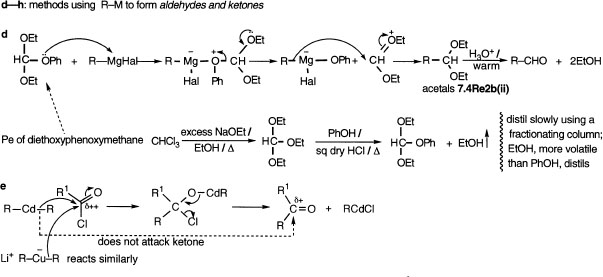 d—h: methods using R–M to form aldehydes and ketones
d
OEt
HC—ÖPh + R—MgHal → R—Mg—O—CH → R—Mg OPh + CH → R—CH → R—CHO + 2EtOH
OEt
Hal
Ph
OEt
OEt
Hal
OEt
OEt
OEt
OEt
H₃O⁺/
warm
acetals 7.4Re2b(ii)
Pe of diethoxyphenoxymethane
CHCl₃
excess NaOEt/
EtOH / Δ
OEt
HC—OEt
OEt
PhOH /
sq dry HCl / Δ
OEt
HC—OPh
OEt
+ EtOH
distil slowly using a
fractionating column;
EtOH, more volatile
than PhOH, distils
e
R—Cd—R
R¹
O
δ++
Cl
R¹
O—CdR
C
R
Cl
R¹
δ+
C=O
R
+ RCdCl
does not attack ketone
Li⁺ R—Cu—R reacts similarly